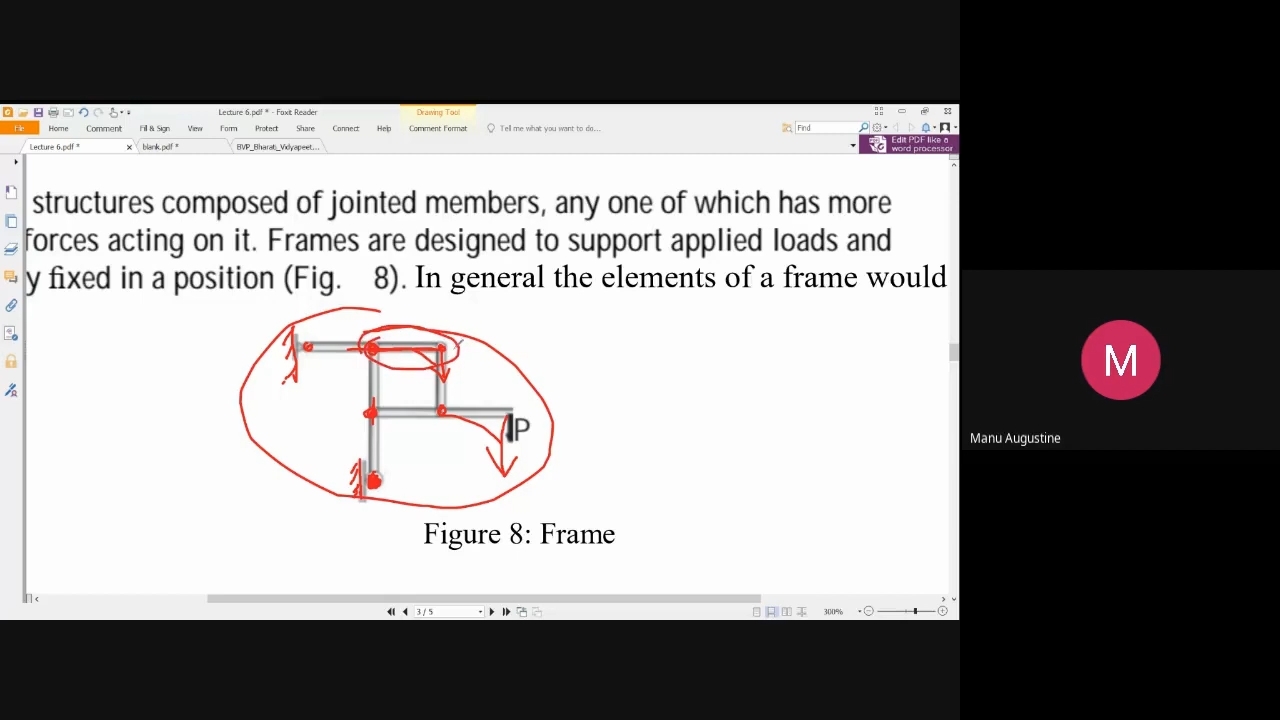 Lecture 6.pdf * - Foxit Reader
Drawing Tool
File Home Comment Fill & Sign View Form Protect Share Connect Help Comment Format Tell me what you want to do... Find
Lecture 6.pdf * blank.pdf * BVP_Bharati_Vidyapeet...
Edit PDF like a
word processor
structures composed of jointed members, any one of which has more
forces acting on it. Frames are designed to support applied loads and
y fixed in a position (Fig. 8). In general the elements of a frame would
P
Figure 8: Frame
3 / 5
300%
M
Manu Augustine